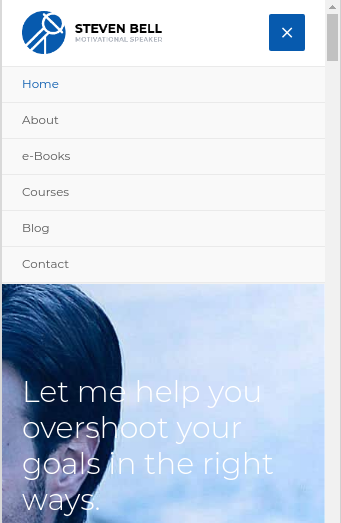 STEVEN BELL
MOTIVATIONAL SPEAKER
Home
About
e-Books
Courses
Blog
Contact
Let me help you
overshoot your
goals in the right
ways.